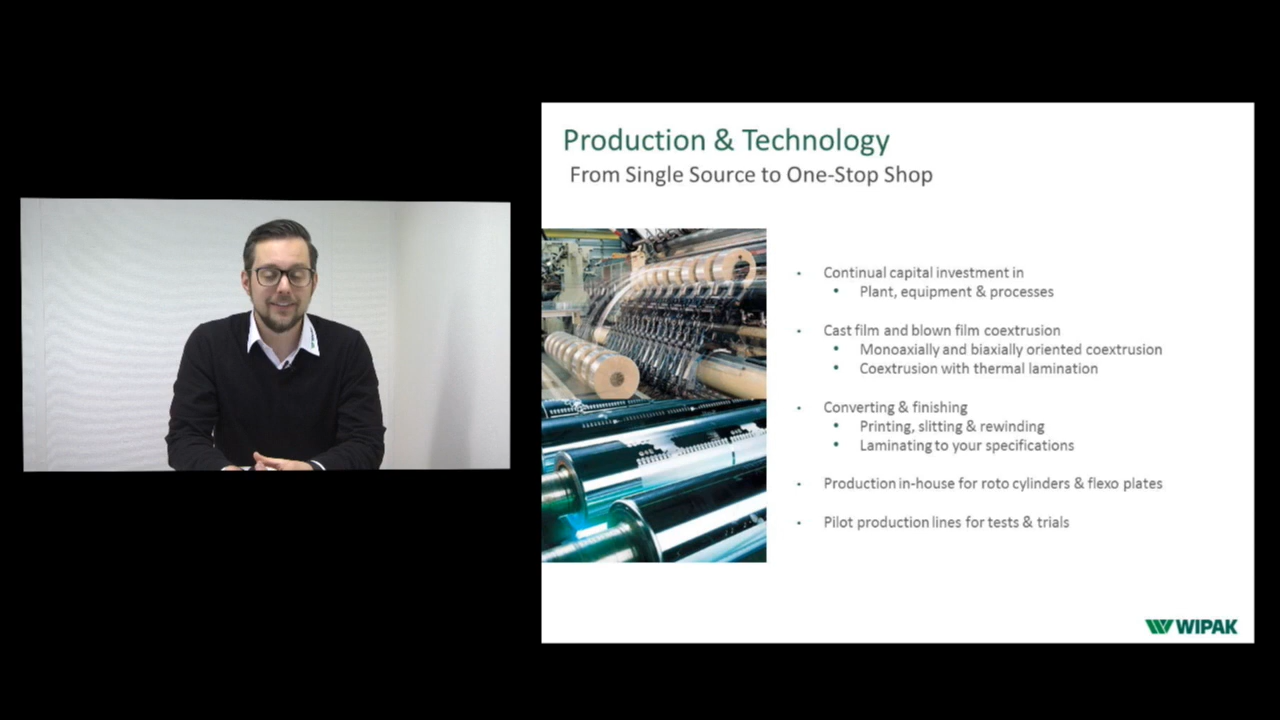 Production & Technology
From Single Source to One-Stop Shop
• Continual capital investment in
• Plant, equipment & processes
• Cast film and blown film coextrusion
• Monoaxially and biaxially oriented coextrusion
• Coextrusion with thermal lamination
• Converting & finishing
• Printing, slitting & rewinding
• Laminating to your specifications
• Production in-house for roto cylinders & flexo plates
• Pilot production lines for tests & trials
WIPAK